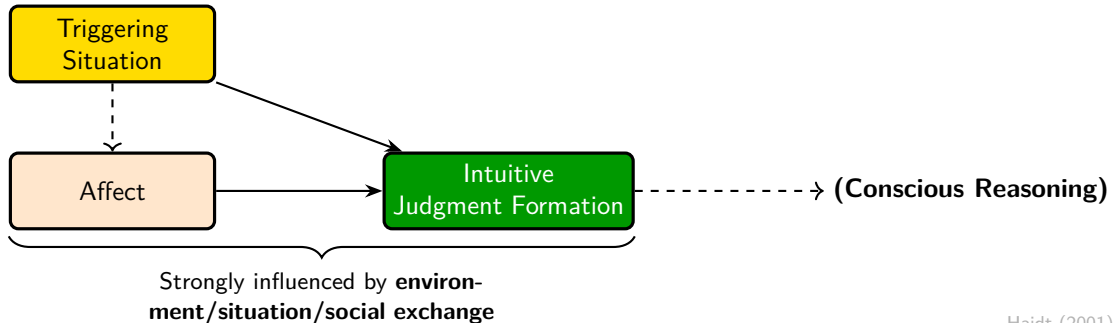 Triggering
Situation
Affect
Intuitive
Judgment Formation
(Conscious Reasoning)
Strongly influenced by environ-
ment/situation/social exchange
Haidt (2001)